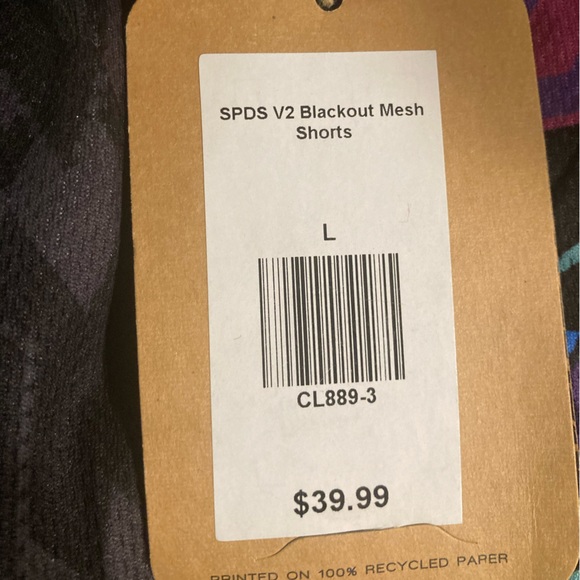 SPDS V2 Blackout Mesh
Shorts
L
CL889-3
$39.99
PRINTED ON 100% RECYCLED PAPER